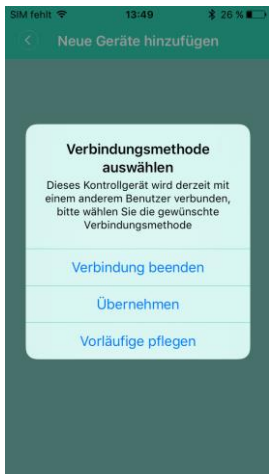 SIM fehlt 13:49 26 %
Neue Geräte hinzufügen
Verbindungsmethode
auswählen
Dieses Kontrollgerät wird derzeit mit
einem anderem Benutzer verbunden,
bitte wählen Sie die gewünschte
Verbindungsmethode
Verbindung beenden
Übernehmen
Vorläufige pflegen